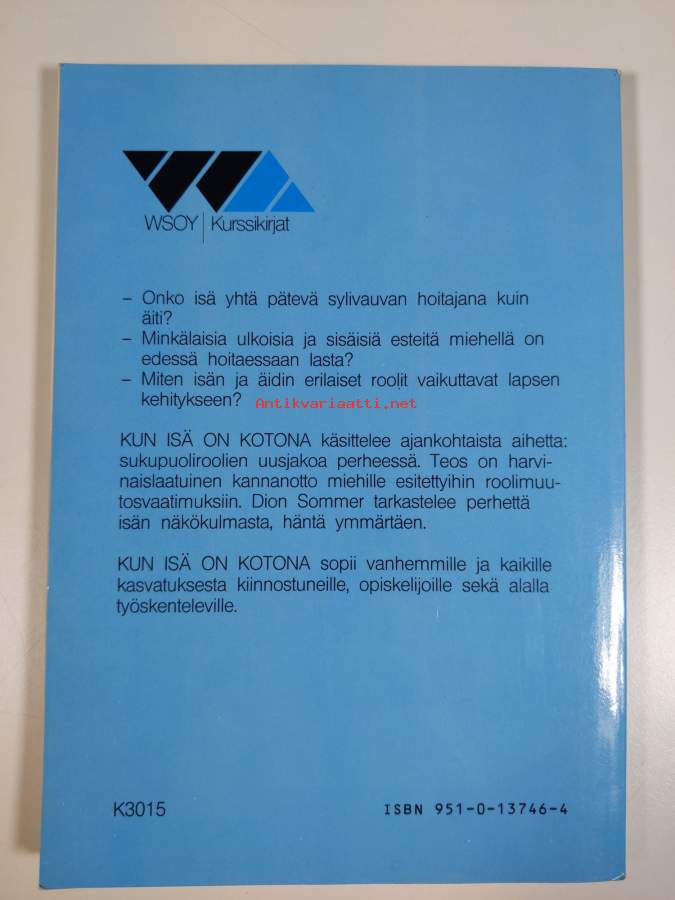 WSOY | Kurssikirjat
– Onko isä yhtä pätevä sylivauvan hoitajana kuin
äiti?
– Minkälaisia ulkoisia ja sisäisiä esteitä miehellä on
edessä hoitaessaan lasta?
– Miten isän ja äidin erilaiset roolit vaikuttavat lapsen
kehitykseen?
Antikvariaatti.net
KUN ISÄ ON KOTONA käsittelee ajankohtaista aihetta:
sukupuoliroolien uusjakoa perheessä. Teos on harvi-
naislaatuinen kannanotto miehille esitettyihin roolimuu-
tosvaatimuksiin. Dion Sommer tarkastelee perhettä
isän näkökulmasta, häntä ymmärtäen.
KUN ISÄ ON KOTONA sopii vanhemmille ja kaikille
kasvatuksesta kiinnostuneille, opiskelijoille sekä alalla
työskenteleville.
K3015
ISBN 951-0-13746-4